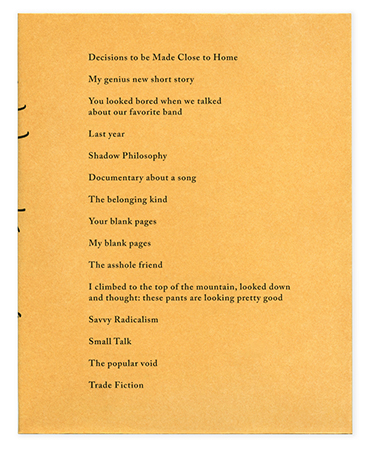 Decisions to be Made Close to Home
My genius new short story
You looked bored when we talked
about our favorite band
Last year
Shadow Philosophy
Documentary about a song
The belonging kind
Your blank pages
My blank pages
The asshole friend
I climbed to the top of the mountain, looked down
and thought: these pants are looking pretty good
Savvy Radicalism
Small Talk
The popular void
Trade Fiction